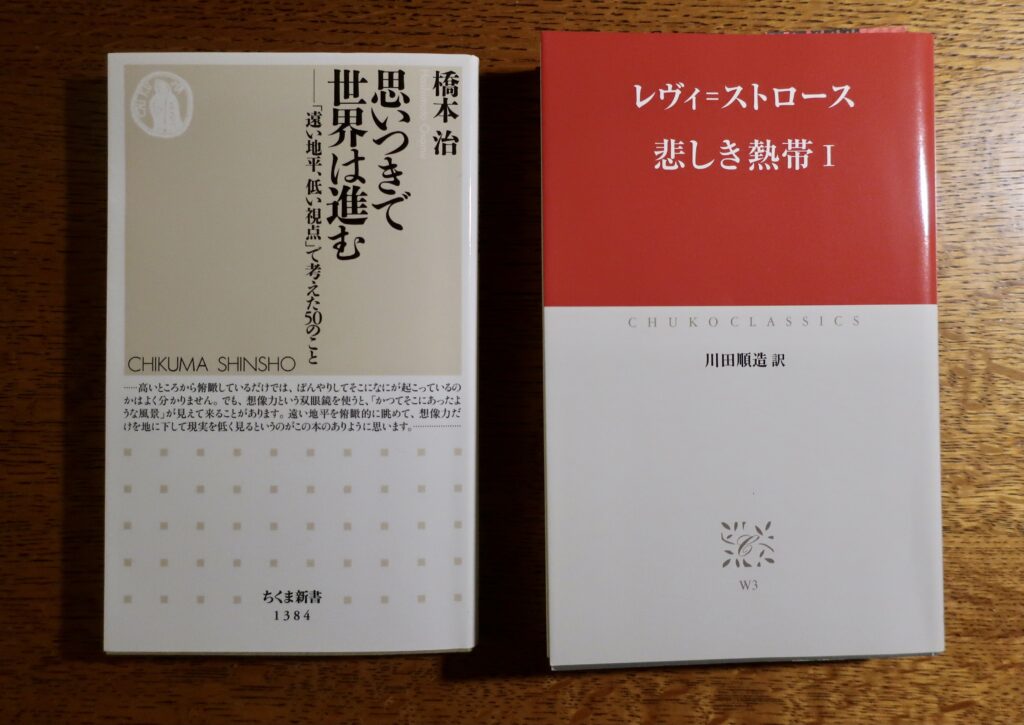 橋本 治
思いつきで
世界は進む
──「遠い地平、低い視点」で考えた50のこと
CHIKUMA SHINSHO
……高いところから俯瞰しているだけでは、ぼんやりしてそこになにが起こっているの
かはよく分かりません。でも、想像力という双眼鏡を使うと、「かつてそこにあったよ
うな風景」が見えて来ることがあります。遠い地平を俯瞰的に眺めて、想像力だ
けを地に下して現実を低く見るというのがこの本のありように思います。…………
ちくま新書
1384
レヴィ=ストロース
悲しき熱帯 I
CHUKO CLASSICS
川田順造 訳
C
W3